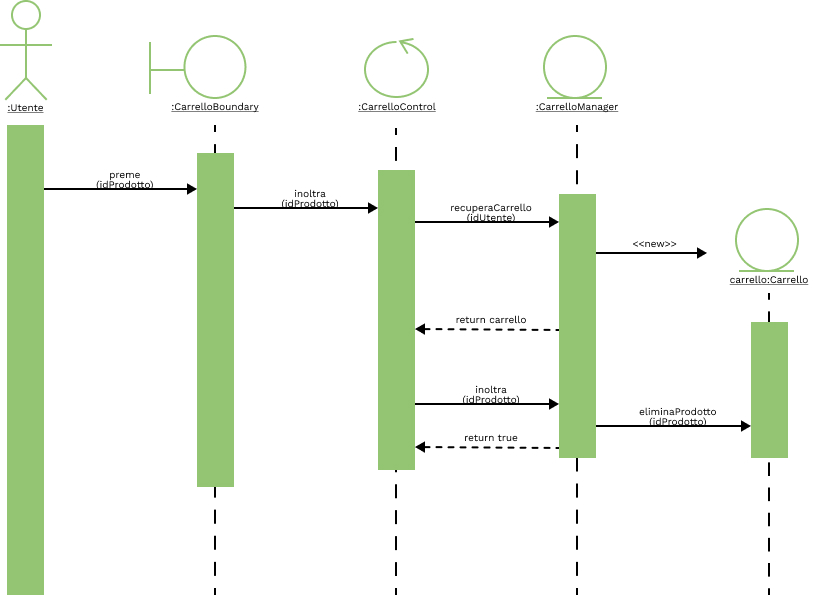 :Utente
:CarrelloBoundary
:CarrelloControl
:CarrelloManager
preme
(idProdotto)
inoltra
(idProdotto)
recuperaCarrello
(idUtente)
<<new>>
carrello:Carrello
return carrello
inoltra
(idProdotto)
eliminaProdotto
(idProdotto)
return true